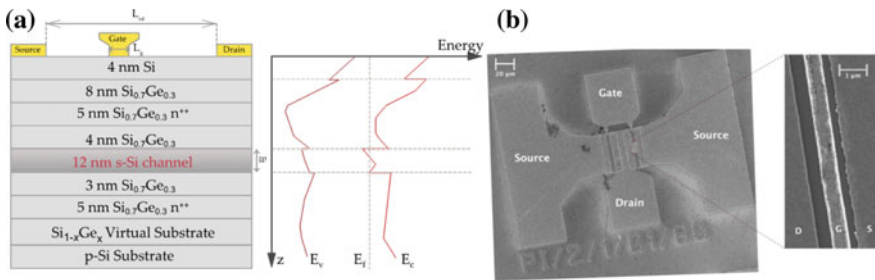 (a)
L_sd
Gate
L_g
Source
Drain
4 nm Si
8 nm Si0.7Ge0.3
5 nm Si0.7Ge0.3 n++
4 nm Si0.7Ge0.3
12 nm s-Si channel
3 nm Si0.7Ge0.3
5 nm Si0.7Ge0.3 n++
Si1-xGex Virtual Substrate
p-Si Substrate
Energy
z
Ev
Ef
Ec
(b)
20 µm
Gate
Source
Source
Drain
1 µm
D
G
S